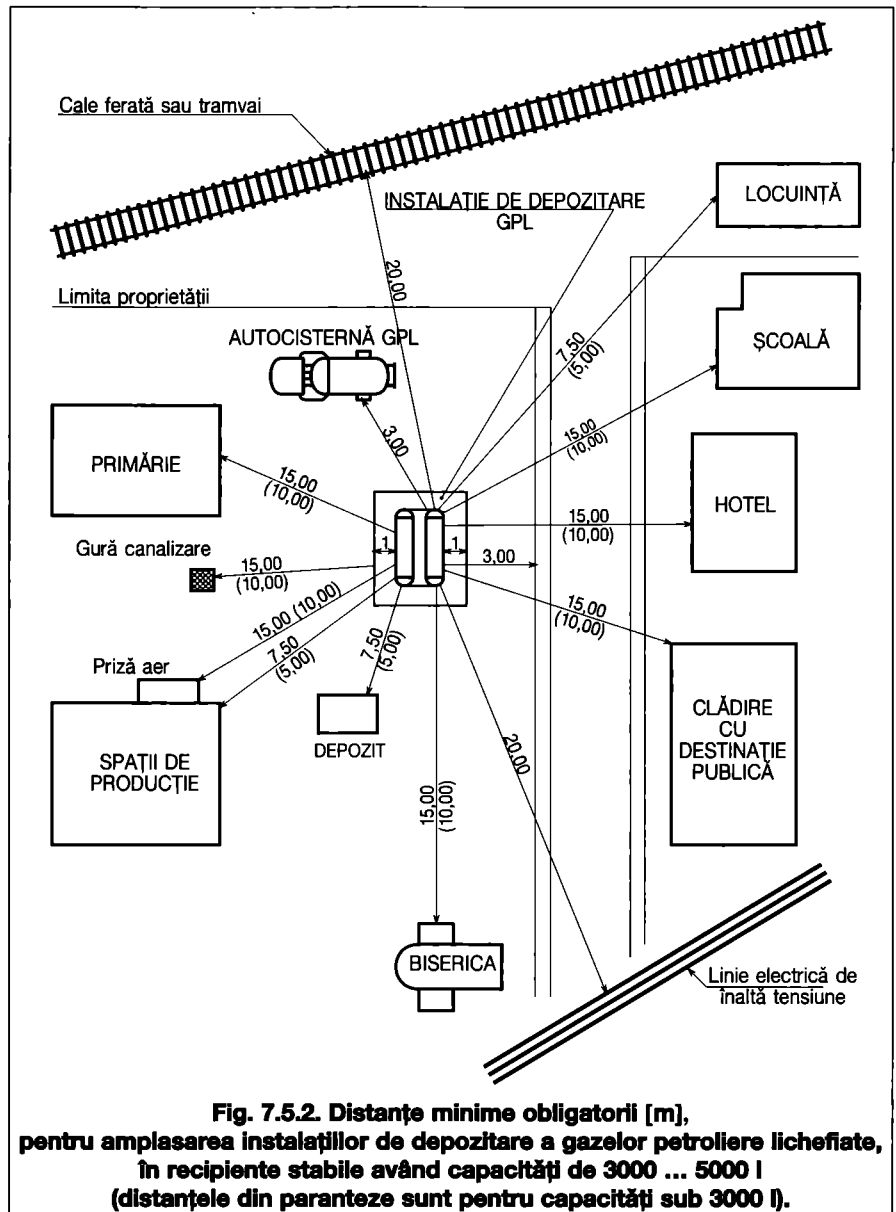 Cale ferată sau tramvai
INSTALAȚIE DE DEPOZITARE
GPL
LOCUINȚĂ
20,00
Limita proprietății
7,50
(5,00)
ȘCOALĂ
AUTOCISTERNĂ GPL
3,00
15,00
(10,00)
PRIMĂRIE
15,00
(10,00)
HOTEL
15,00
(10,00)
Gură canalizare
15,00
(10,00)
1
1
3,00
15,00
(10,00)
15,00 (10,00)
7,50
(5,00)
7,50
(5,00)
Priză aer
SPAȚII DE
PRODUCȚIE
DEPOZIT
CLĂDIRE
CU
DESTINAȚIE
PUBLICĂ
20,00
15,00
(10,00)
BISERICA
Linie electrică de
înaltă tensiune
Fig. 7.5.2. Distanțe minime obligatorii [m],
pentru amplasarea instalațiilor de depozitare a gazelor petroliere lichefiate,
în recipiente stabile având capacități de 3000 ... 5000 l
(distanțele din paranteze sunt pentru capacități sub 3000 l).